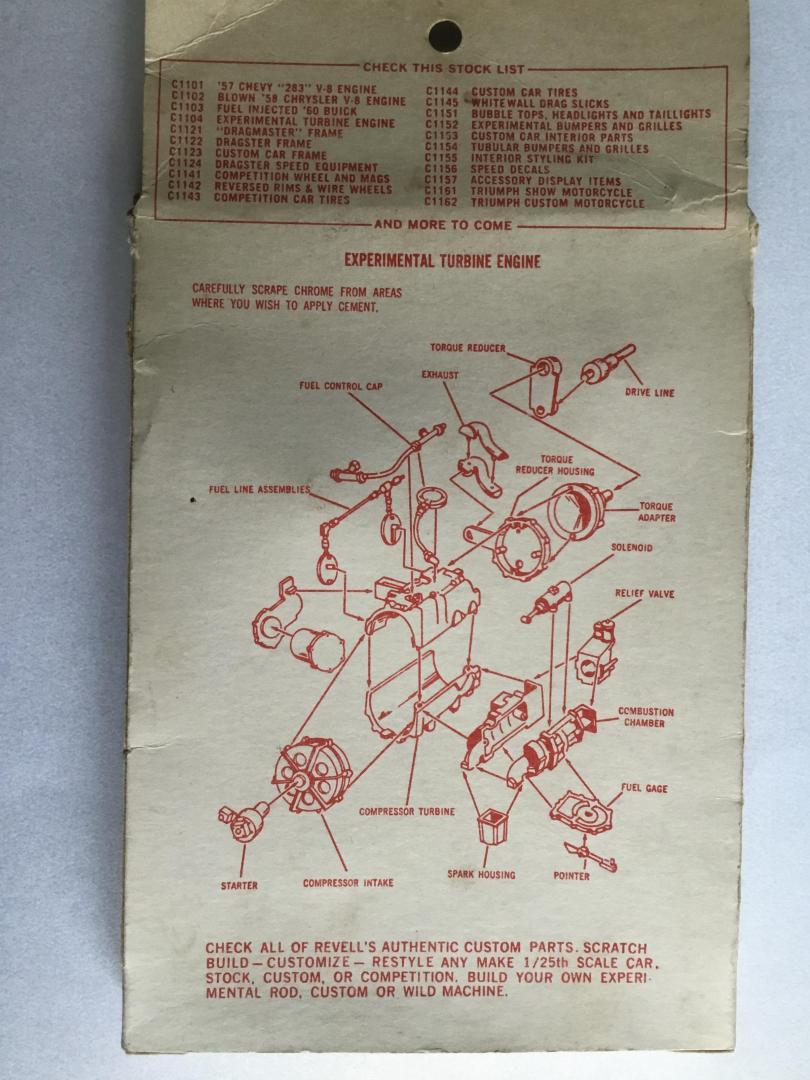 CHECK THIS STOCK LIST
C1101 '57 CHEVY "283" V-8 ENGINE
C1102 BLOWN '58 CHRYSLER V-8 ENGINE
C1103 FUEL INJECTED '60 BUICK
C1104 EXPERIMENTAL TURBINE ENGINE
C1121 "DRAGMASTER" FRAME
C1122 DRAGSTER FRAME
C1123 CUSTOM CAR FRAME
C1124 DRAGSTER SPEED EQUIPMENT
C1141 COMPETITION WHEEL AND MAGS
C1142 REVERSED RIMS & WIRE WHEELS
C1143 COMPETITION CAR TIRES
C1144 CUSTOM CAR TIRES
C1145 WHITEWALL DRAG SLICKS
C1151 BUBBLE TOPS, HEADLIGHTS AND TAILLIGHTS
C1152 EXPERIMENTAL BUMPERS AND GRILLES
C1153 CUSTOM CAR INTERIOR PARTS
C1154 TUBULAR BUMPERS AND GRILLES
C1155 INTERIOR STYLING KIT
C1156 SPEED DECALS
C1157 ACCESSORY DISPLAY ITEMS
C1161 TRIUMPH SHOW MOTORCYCLE
C1162 TRIUMPH CUSTOM MOTORCYCLE
AND MORE TO COME
EXPERIMENTAL TURBINE ENGINE
CAREFULLY SCRAPE CHROME FROM AREAS
WHERE YOU WISH TO APPLY CEMENT.
TORQUE REDUCER
EXHAUST
FUEL CONTROL CAP
DRIVE LINE
TORQUE
REDUCER HOUSING
FUEL LINE ASSEMBLIES
TORQUE
ADAPTER
SOLENOID
RELIEF VALVE
COMBUSTION
CHAMBER
FUEL GAGE
COMPRESSOR TURBINE
STARTER
COMPRESSOR INTAKE
SPARK HOUSING
POINTER
CHECK ALL OF REVELL'S AUTHENTIC CUSTOM PARTS. SCRATCH
BUILD — CUSTOMIZE — RESTYLE ANY MAKE 1/25th SCALE CAR,
STOCK, CUSTOM, OR COMPETITION. BUILD YOUR OWN EXPERI-
MENTAL ROD, CUSTOM OR WILD MACHINE.